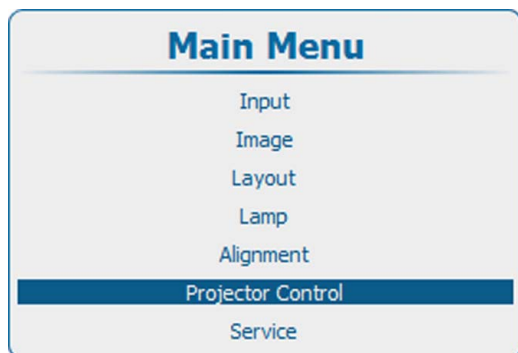 Main Menu
Input
Image
Layout
Lamp
Alignment
Projector Control
Service